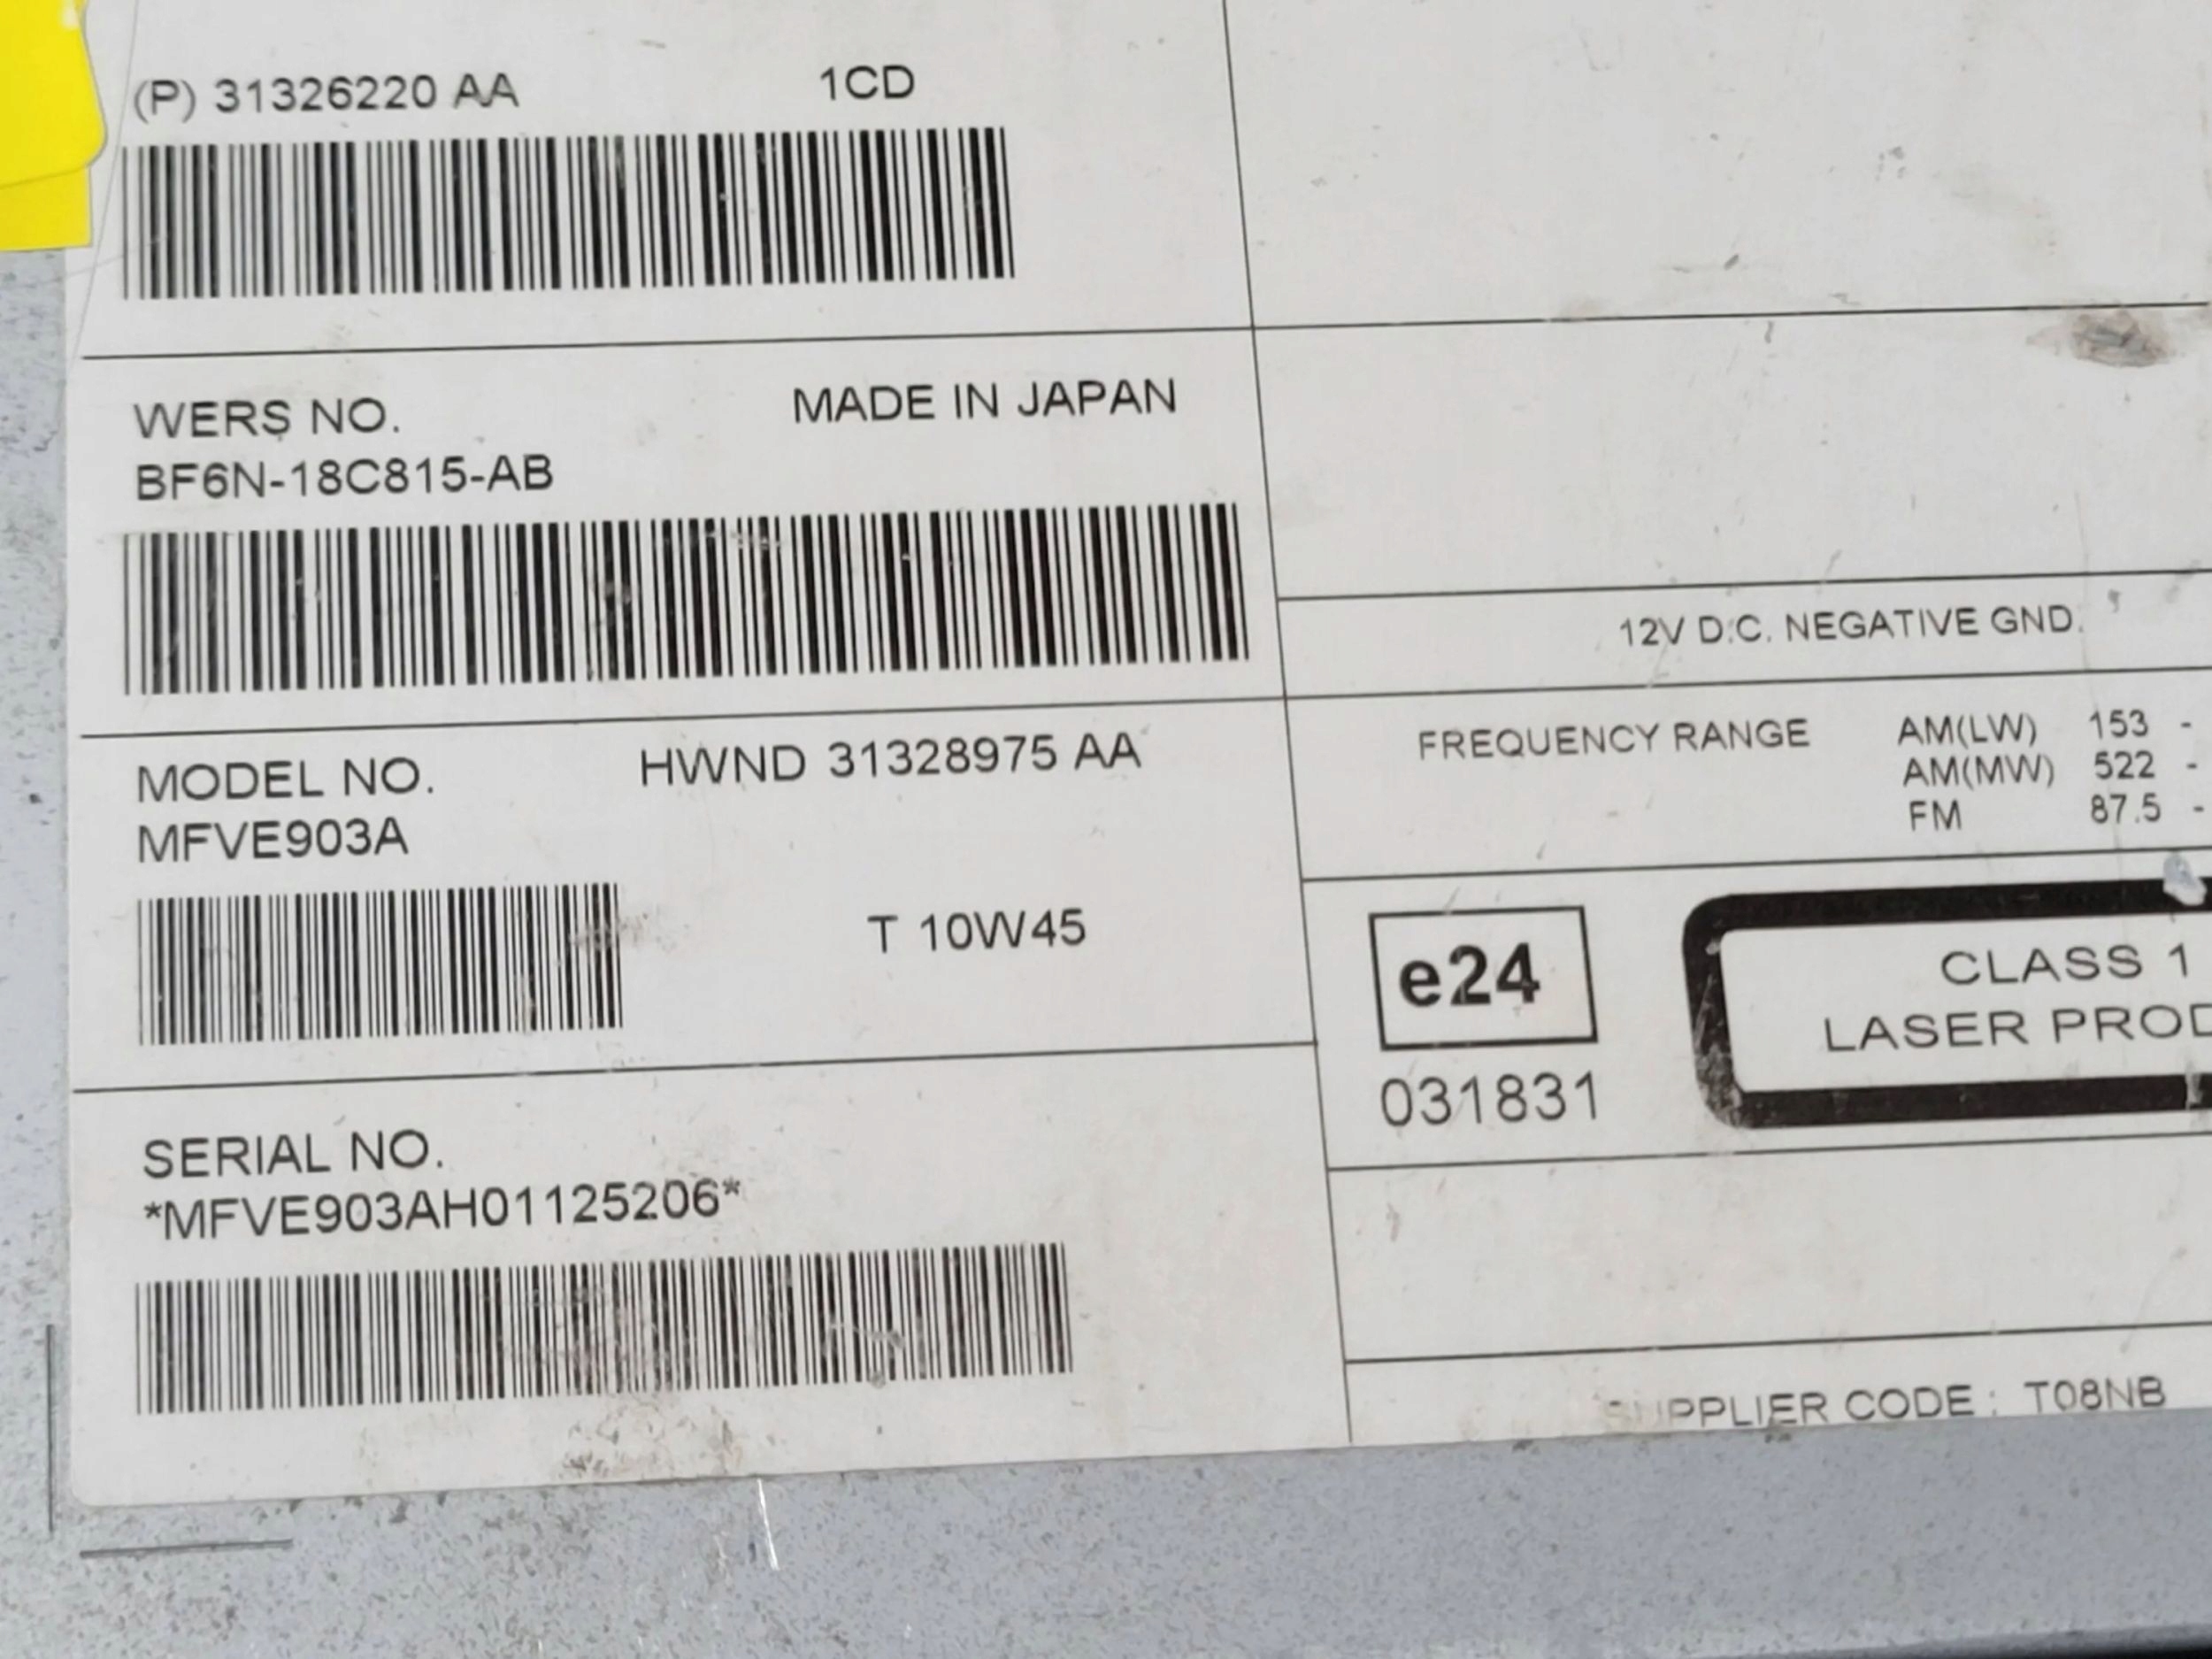 (P) 31326220 AA 1CD
WERS NO. MADE IN JAPAN
BF6N-18C815-AB
12V D.C. NEGATIVE GND.
MODEL NO. HWND 31328975 AA
MFVE903A
FREQUENCY RANGE AM(LW) 153 -
AM(MW) 522 -
FM 87.5 -
T 10W45
e24
031831
CLASS 1
LASER PROD
SERIAL NO.
*MFVE903AH01125206*
SUPPLIER CODE : T08NB